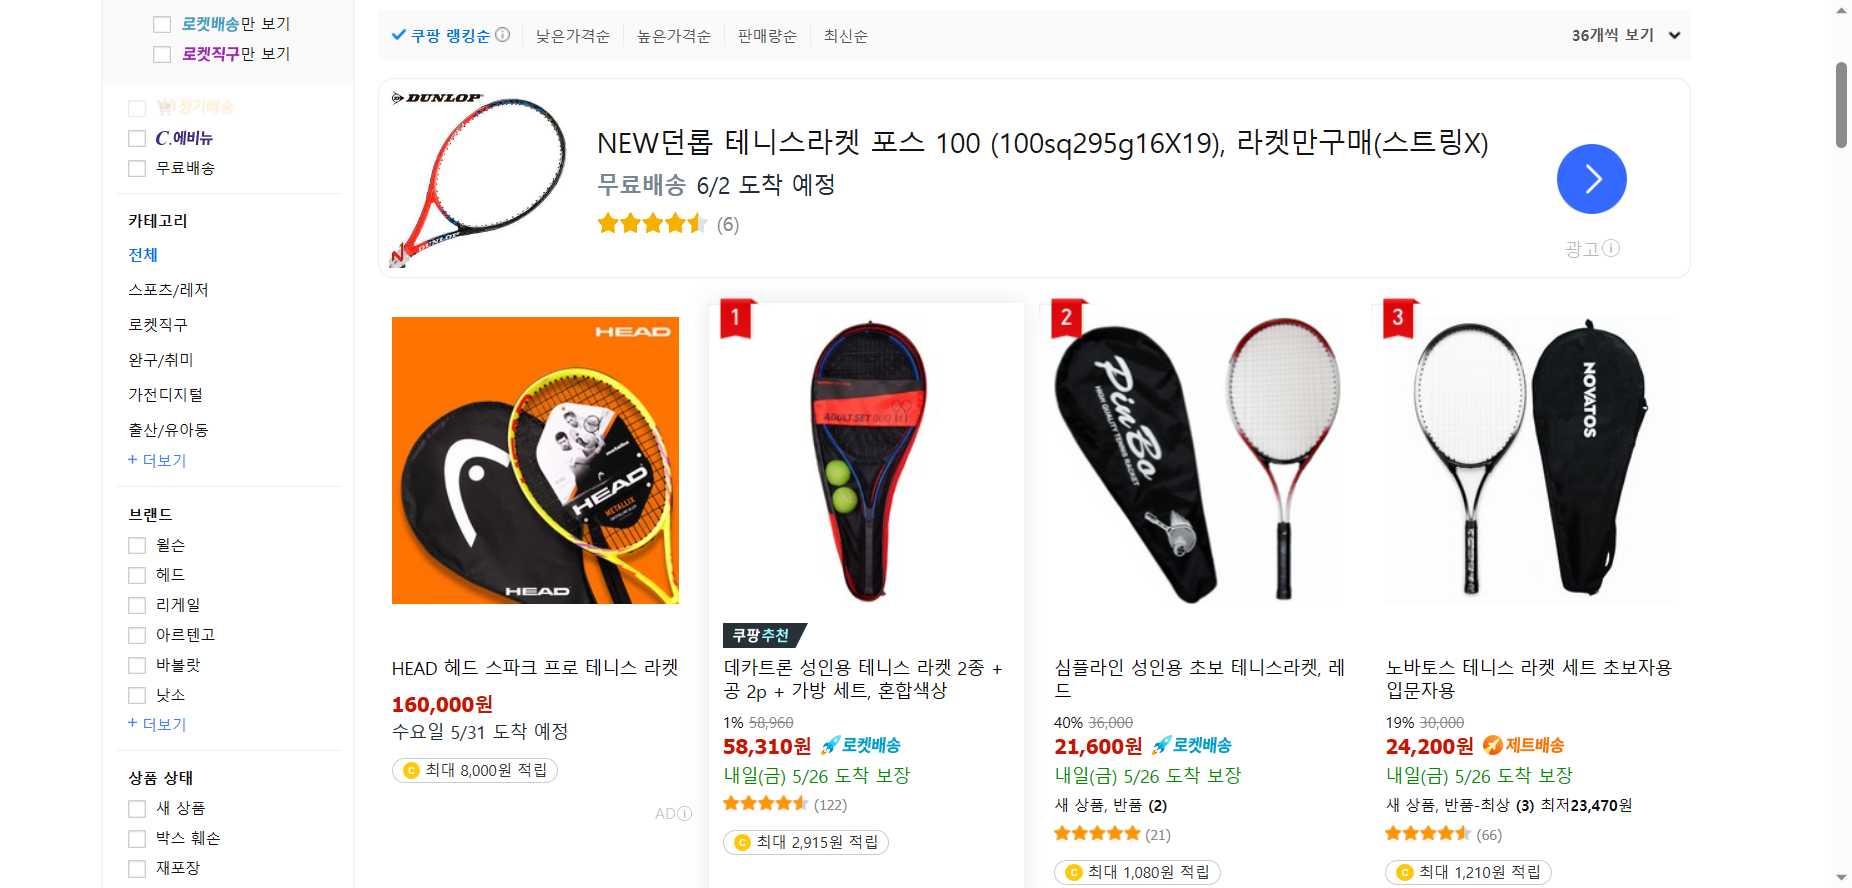 로켓배송만 보기
로켓직구만 보기
정기배송
C.에비뉴
무료배송
카테고리
전체
스포츠/레저
로켓직구
완구/취미
가전디지털
출산/유아동
+ 더보기
브랜드
윌슨
헤드
리게일
아르텐고
바볼랏
낫소
+ 더보기
상품 상태
새 상품
박스 훼손
재포장
쿠팡 랭킹순
낮은가격순
높은가격순
판매량순
최신순
36개씩 보기
DUNLOP
DUNLOP
NEW던롭 테니스라켓 포스 100 (100sq295g16X19), 라켓만구매(스트링X)
무료배송 6/2 도착 예정
(6)
광고
HEAD
HEAD
METALLIX
HEAD
HEAD 헤드 스파크 프로 테니스 라켓
160,000원
수요일 5/31 도착 예정
최대 8,000원 적립
AD
1
ADULT SET DUO
쿠팡추천
데카트론 성인용 테니스 라켓 2종 +
공 2p + 가방 세트, 혼합색상
1% 58,960
58,310원 로켓배송
내일(금) 5/26 도착 보장
(122)
최대 2,915원 적립
2
PinBo
HIGH QUALITY TENNIS RACKET
심플라인 성인용 초보 테니스라켓, 레
드
40% 36,000
21,600원 로켓배송
내일(금) 5/26 도착 보장
새 상품, 반품 (2)
(21)
최대 1,080원 적립
3
NOVATOS
노바토스 테니스 라켓 세트 초보자용
입문자용
19% 30,000
24,200원 제트배송
내일(금) 5/26 도착 보장
새 상품, 반품-최상 (3) 최저23,470원
(66)
최대 1,210원 적립